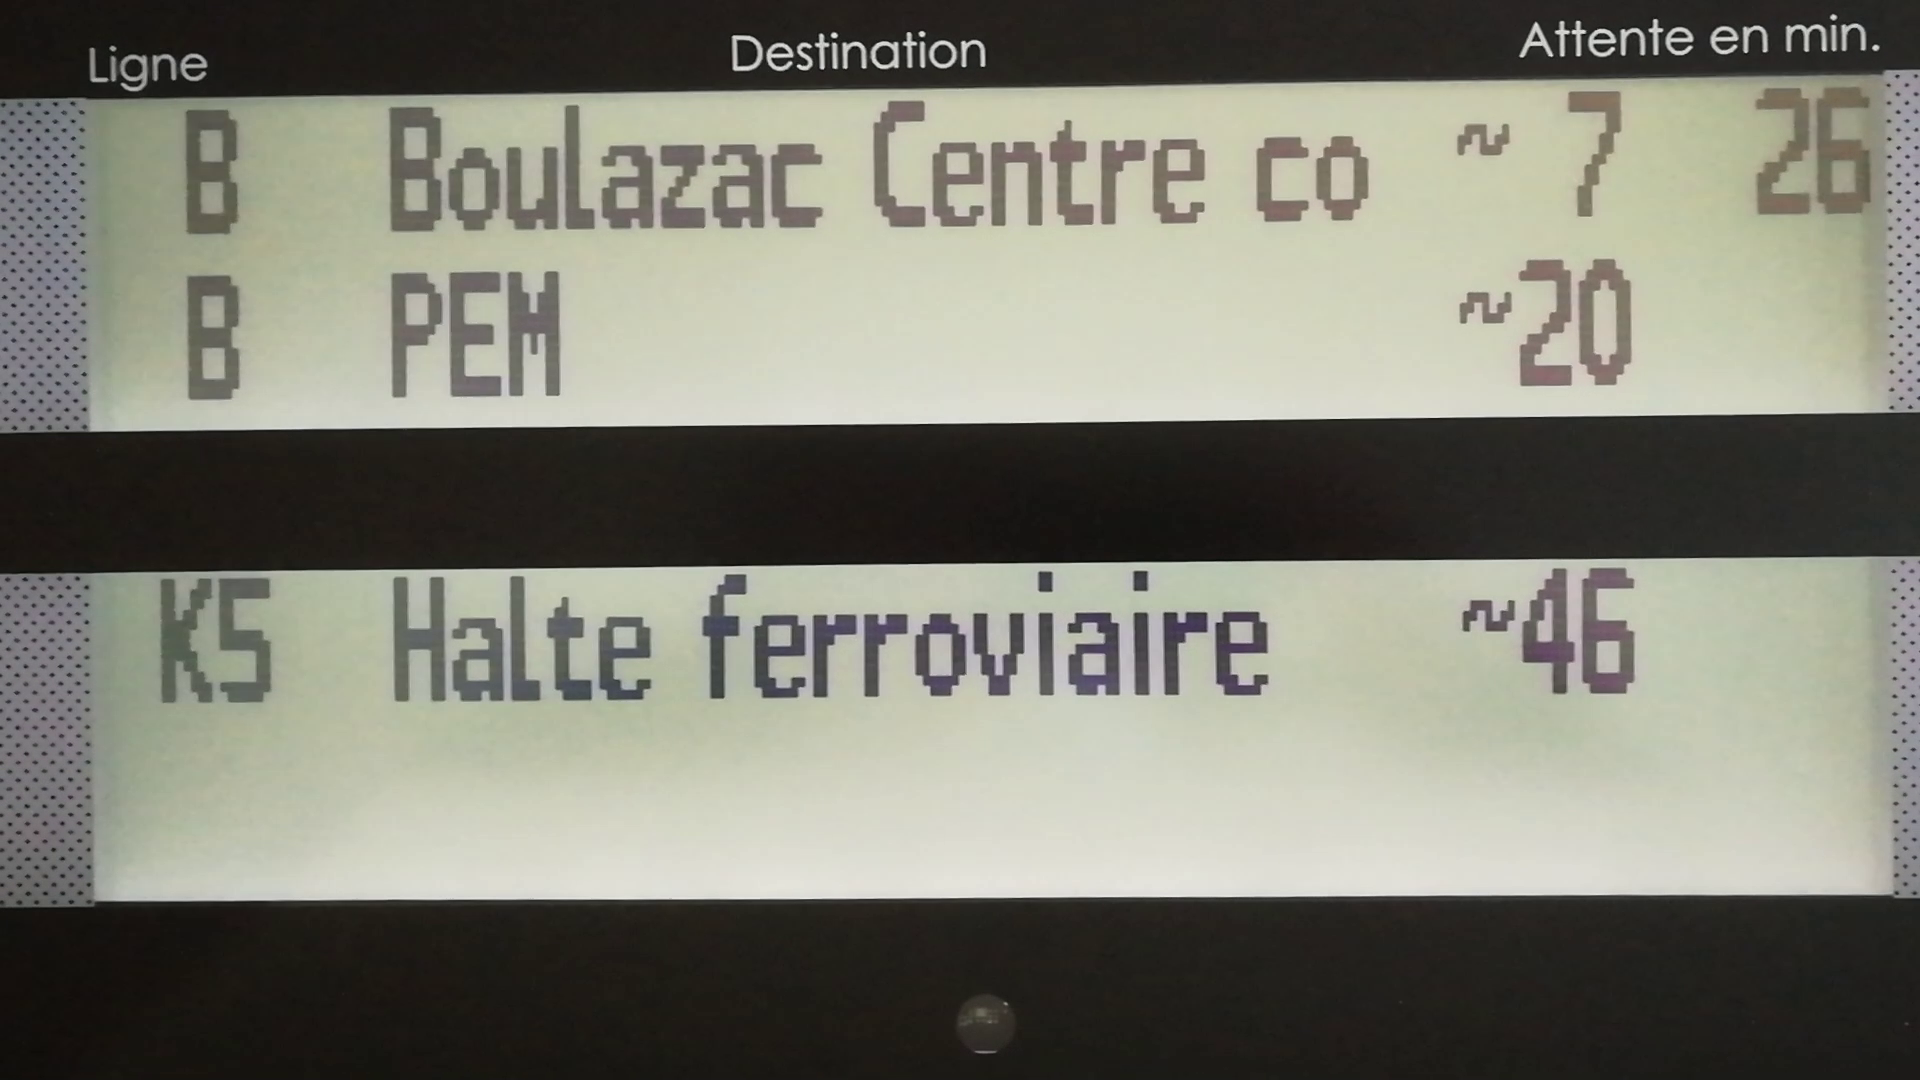 Ligne Destination Attente en min.
B Boulazac Centre co ~ 7 26
B PEM ~20
K5 Halte ferroviaire ~46